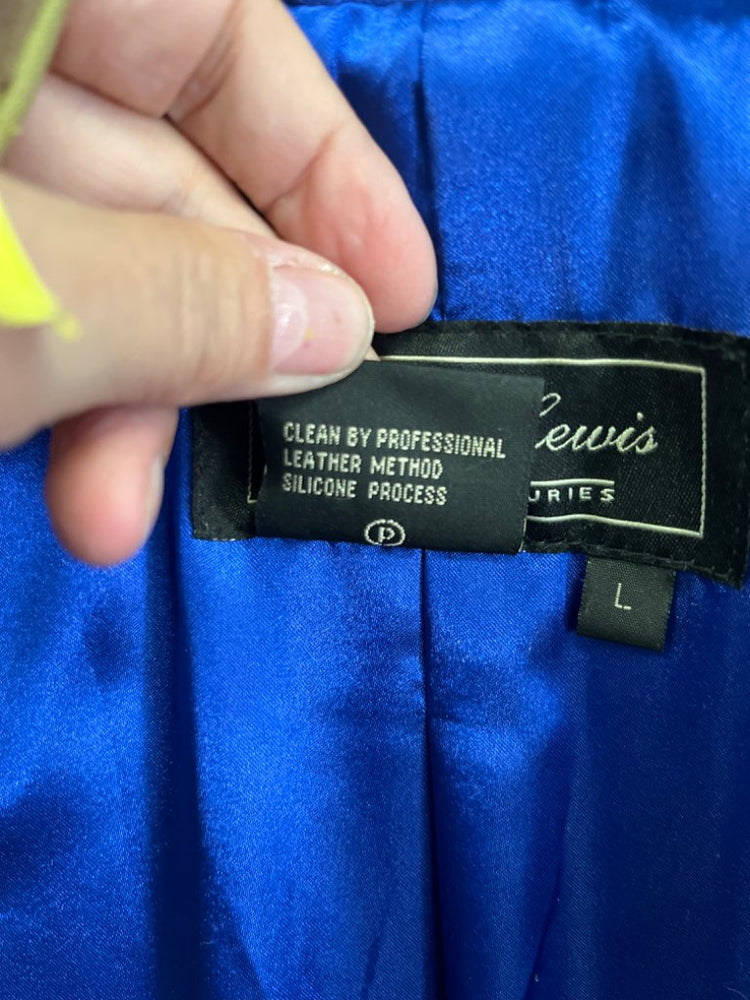 CLEAN BY PROFESSIONAL
LEATHER METHOD
SILICONE PROCESS
P
Lewis
URIES
L